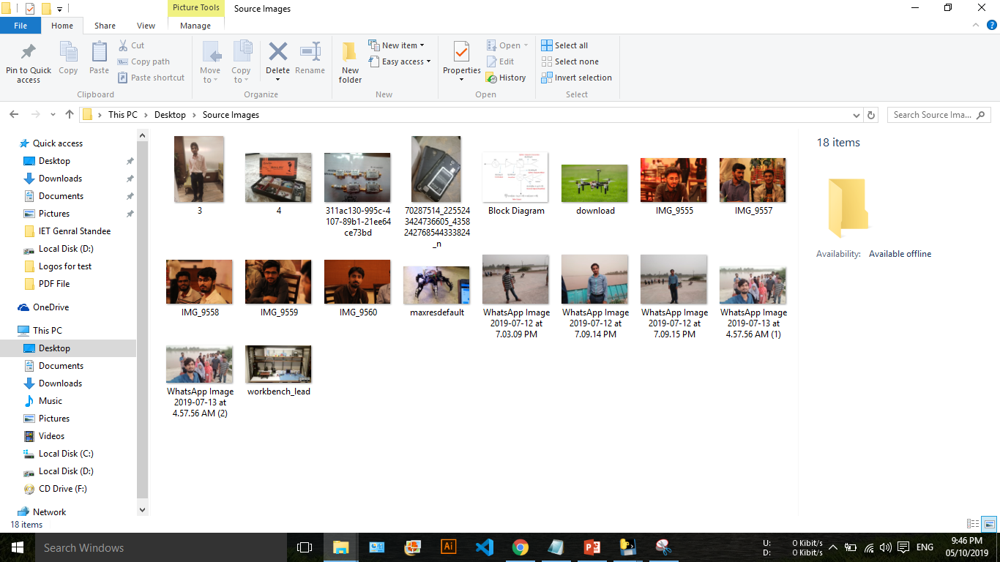 Picture Tools
Source Images
File
Home
Share
View
Manage
Pin to Quick
access
Copy
Paste
Cut
Copy path
Paste shortcut
Clipboard
Move
to
Copy
to
Delete
Rename
Organize
New
folder
New item
Easy access
New
Properties
Open
Edit
History
Open
Select all
Select none
Invert selection
Select
This PC
Desktop
Source Images
Search Source Ima...
Quick access
Desktop
Downloads
Documents
Pictures
IET Genral Standee
Local Disk (D:)
Logos for test
PDF File
OneDrive
This PC
Desktop
Documents
Downloads
Music
Pictures
Videos
Local Disk (C:)
Local Disk (D:)
CD Drive (F:)
Network
3
4
311ac130-995c-4
107-89b1-21ee64
ce73bd
70287514_225524
3424736605_4358
242768544333824
_n
Block Diagram
download
IMG_9555
IMG_9557
IMG_9558
IMG_9559
IMG_9560
maxresdefault
WhatsApp Image
2019-07-12 at
7.03.09 PM
WhatsApp Image
2019-07-12 at
7.09.14 PM
WhatsApp Image
2019-07-12 at
7.09.15 PM
WhatsApp Image
2019-07-13 at
4.57.56 AM (1)
WhatsApp Image
2019-07-13 at
4.57.56 AM (2)
workbench_lead
18 items
Availability: Available offline
18 items
Search Windows
Ai
U: 0 Kibit/s
D: 0 Kibit/s
ENG
9:46 PM
05/10/2019